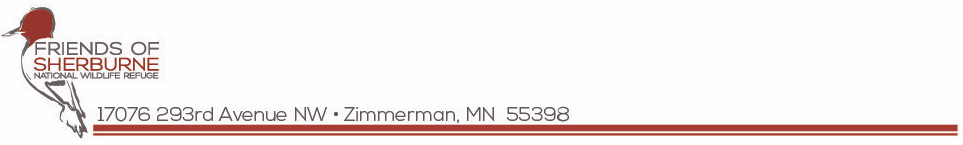 FRIENDS OF
SHERBURNE
NATIONAL WILDLIFE REFUGE
17076 293rd Avenue NW • Zimmerman, MN 55398